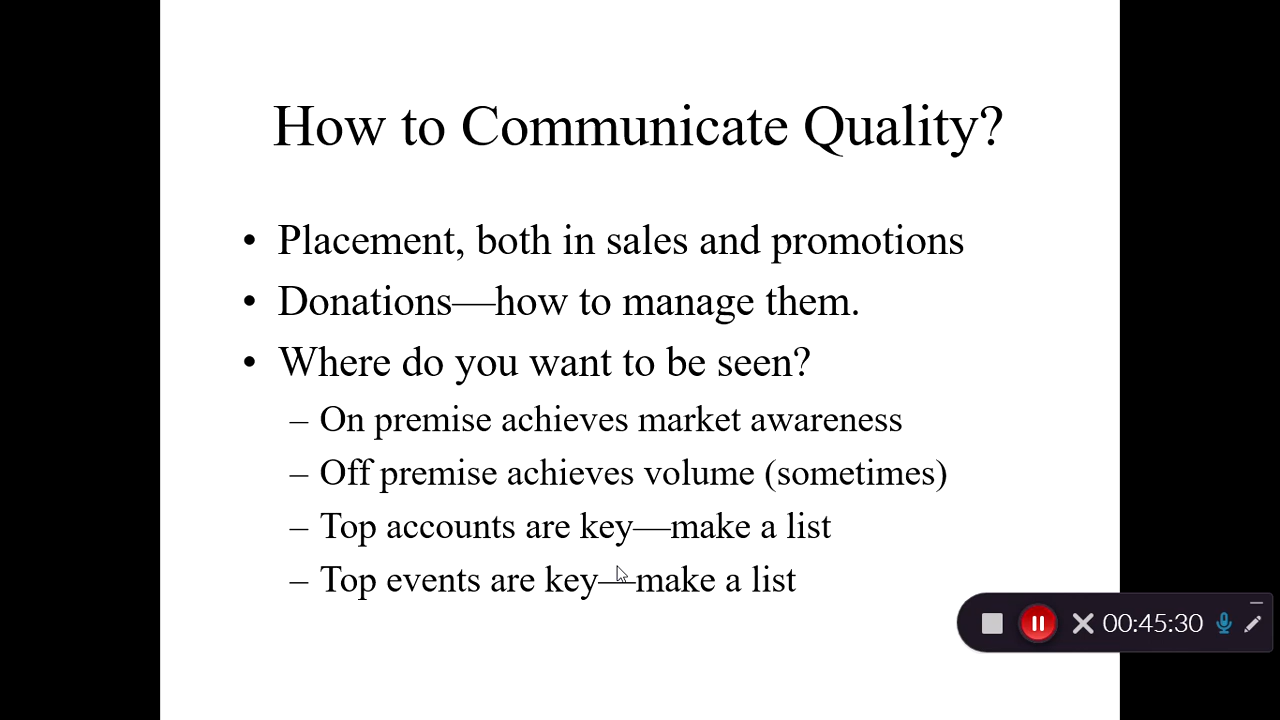 How to Communicate Quality?
• Placement, both in sales and promotions
• Donations—how to manage them.
• Where do you want to be seen?
– On premise achieves market awareness
– Off premise achieves volume (sometimes)
– Top accounts are key—make a list
– Top events are key—make a list
00:45:30